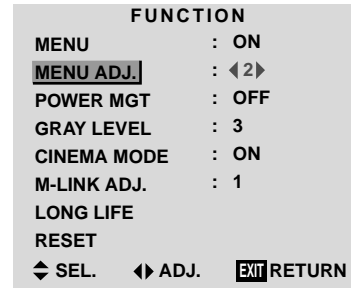 FUNCTION
MENU : ON
MENU ADJ. : 2
POWER MGT : OFF
GRAY LEVEL : 3
CINEMA MODE : ON
M-LINK ADJ. : 1
LONG LIFE
RESET
SEL. ADJ. EXIT RETURN